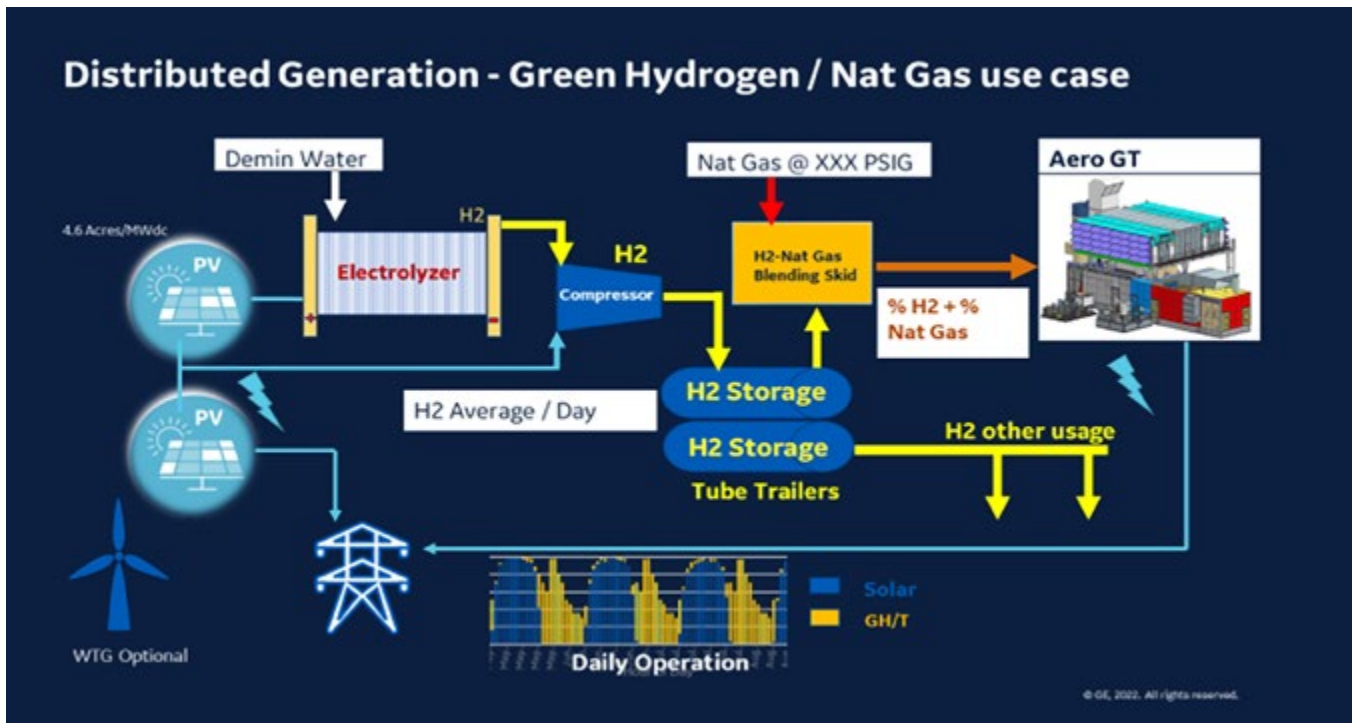 Distributed Generation - Green Hydrogen / Nat Gas use case
Demin Water
Nat Gas @ XXX PSIG
Aero GT
4.6 Acres/MWdc
H2
PV
Electrolyzer
+
-
H2
Compressor
H2-Nat Gas
Blending Skid
% H2 + %
Nat Gas
H2 Average / Day
H2 Storage
PV
H2 Storage
H2 other usage
Tube Trailers
Solar
GH/T
WTG Optional
Daily Operation
© GE, 2022. All rights reserved.